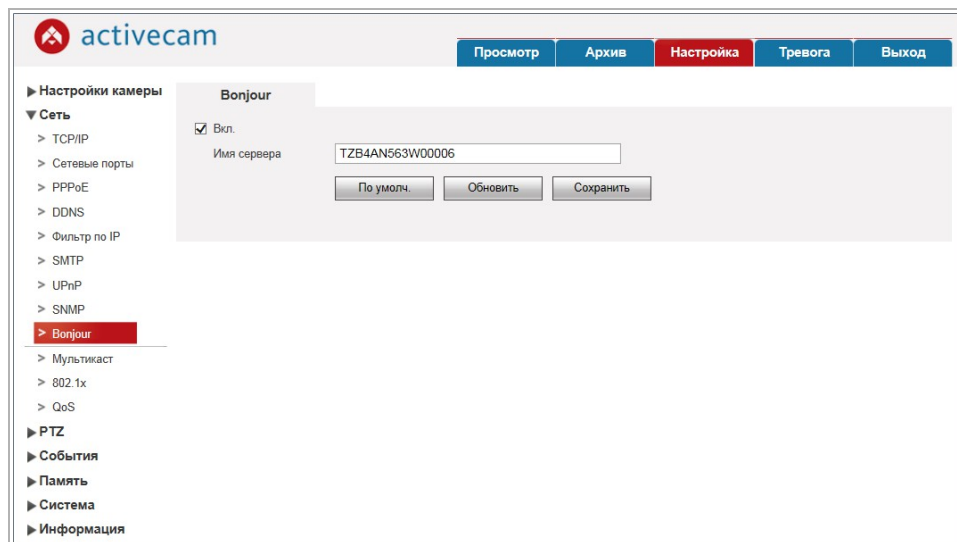 activecam
Просмотр Архив Настройка Тревога Выход
Настройки камеры
Сеть
> TCP/IP
> Сетевые порты
> PPPoE
> DDNS
> Фильтр по IP
> SMTP
> UPnP
> SNMP
> Bonjour
> Мультикаст
> 802.1x
> QoS
PTZ
События
Память
Система
Информация
Bonjour
Вкл.
Имя сервера TZB4AN563W00006
По умолч. Обновить Сохранить